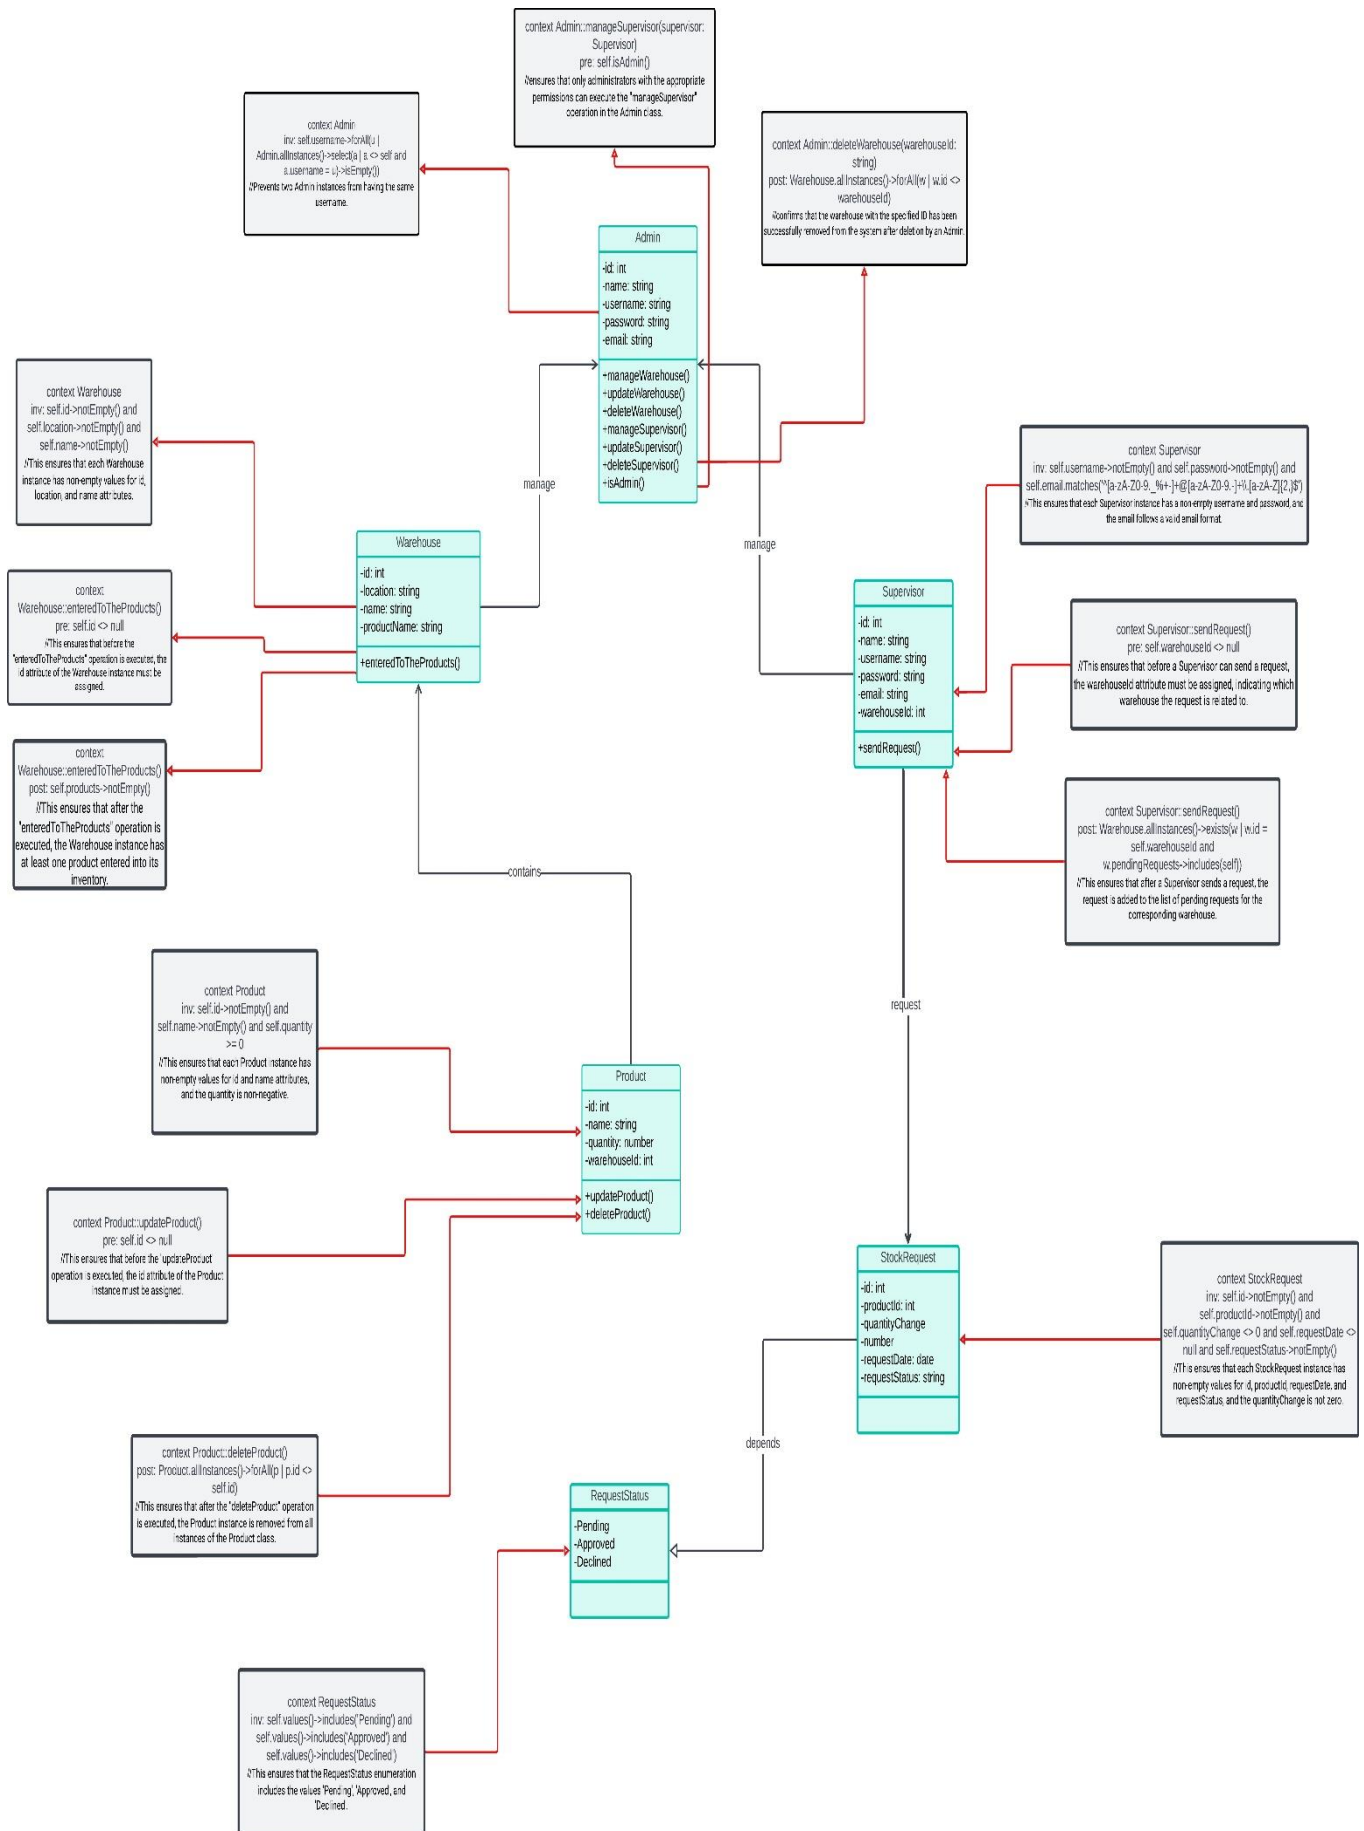 context Admin::manageSupervisor(supervisor:
Supervisor)
pre: self.isAdmin()
//ensures that only administrators with the appropriate
permissions can execute the "manageSupervisor"
operation in the Admin class.
context Admin
inv: self.username->forAll(u |
Admin.allInstances()->select(a | a <> self and
a.username = u)->isEmpty())
//Prevents two Admin instances from having the same
username.
context Admin::deleteWarehouse(warehouseId:
string)
post: Warehouse.allInstances()->forAll(w | w.id <>
warehouseId)
//confirms that the warehouse with the specified ID has been
successfully removed from the system after deletion by an Admin.
Admin
-id: int
-name: string
-username: string
-password: string
-email: string
+manageWarehouse()
+updateWarehouse()
+deleteWarehouse()
+manageSupervisor()
+updateSupervisor()
+deleteSupervisor()
+isAdmin()
context Warehouse
inv: self.id->notEmpty() and
self.location->notEmpty() and
self.name->notEmpty()
//This ensures that each Warehouse
instance has non-empty values for id,
location, and name attributes.
manage
manage
context Supervisor
inv: self.username->notEmpty() and self.password->notEmpty() and
self.email.matches("^[a-zA-Z0-9._%+-]+@[a-zA-Z0-9.-]+\\.[a-zA-Z]{2,}$")
//This ensures that each Supervisor instance has a non-empty username and password, and
the email follows a valid email format.
Warehouse
-id: int
-location: string
-name: string
-productName: string
+enteredToTheProducts()
context
Warehouse::enteredToTheProducts()
pre: self.id <> null
//This ensures that before the
"enteredToTheProducts" operation is executed, the
id attribute of the Warehouse instance must be
assigned.
Supervisor
-id: int
-name: string
-username: string
-password: string
-email: string
-warehouseId: int
+sendRequest()
context Supervisor::sendRequest()
pre: self.warehouseId <> null
//This ensures that before a Supervisor can send a request,
the warehouseId attribute must be assigned, indicating which
warehouse the request is related to.
context
Warehouse::enteredToTheProducts()
post: self.products->notEmpty()
//This ensures that after the
"enteredToTheProducts" operation is
executed, the Warehouse instance has
at least one product entered into its
inventory.
context Supervisor::sendRequest()
post: Warehouse.allInstances()->exists(w | w.id =
self.warehouseId and
w.pendingRequests->includes(self))
//This ensures that after a Supervisor sends a request, the
request is added to the list of pending requests for the
corresponding warehouse.
contains
context Product
inv: self.id->notEmpty() and
self.name->notEmpty() and self.quantity
>= 0
//This ensures that each Product instance has
non-empty values for id and name attributes,
and the quantity is non-negative.
request
Product
-id: int
-name: string
-quantity: number
-warehouseId: int
+updateProduct()
+deleteProduct()
context Product::updateProduct()
pre: self.id <> null
//This ensures that before the 'updateProduct
operation is executed, the id attribute of the Product
instance must be assigned.
StockRequest
-id: int
-productId: int
-quantityChange
-number
-requestDate: date
-requestStatus: string
context StockRequest
inv: self.id->notEmpty() and
self.productId->notEmpty() and
self.quantityChange <> 0 and self.requestDate <>
null and self.requestStatus->notEmpty()
//This ensures that each StockRequest instance has
non-empty values for id, productId, requestDate, and
requestStatus, and the quantityChange is not zero.
depends
context Product::deleteProduct()
post: Product.allInstances()->forAll(p | p.id <>
self.id)
//This ensures that after the "deleteProduct" operation
is executed, the Product instance is removed from all
instances of the Product class.
RequestStatus
-Pending
-Approved
-Declined
context RequestStatus
inv: self.values()->includes('Pending') and
self.values()->includes('Approved') and
self.values()->includes('Declined')
//This ensures that the RequestStatus enumeration
includes the values 'Pending', 'Approved', and
'Declined.